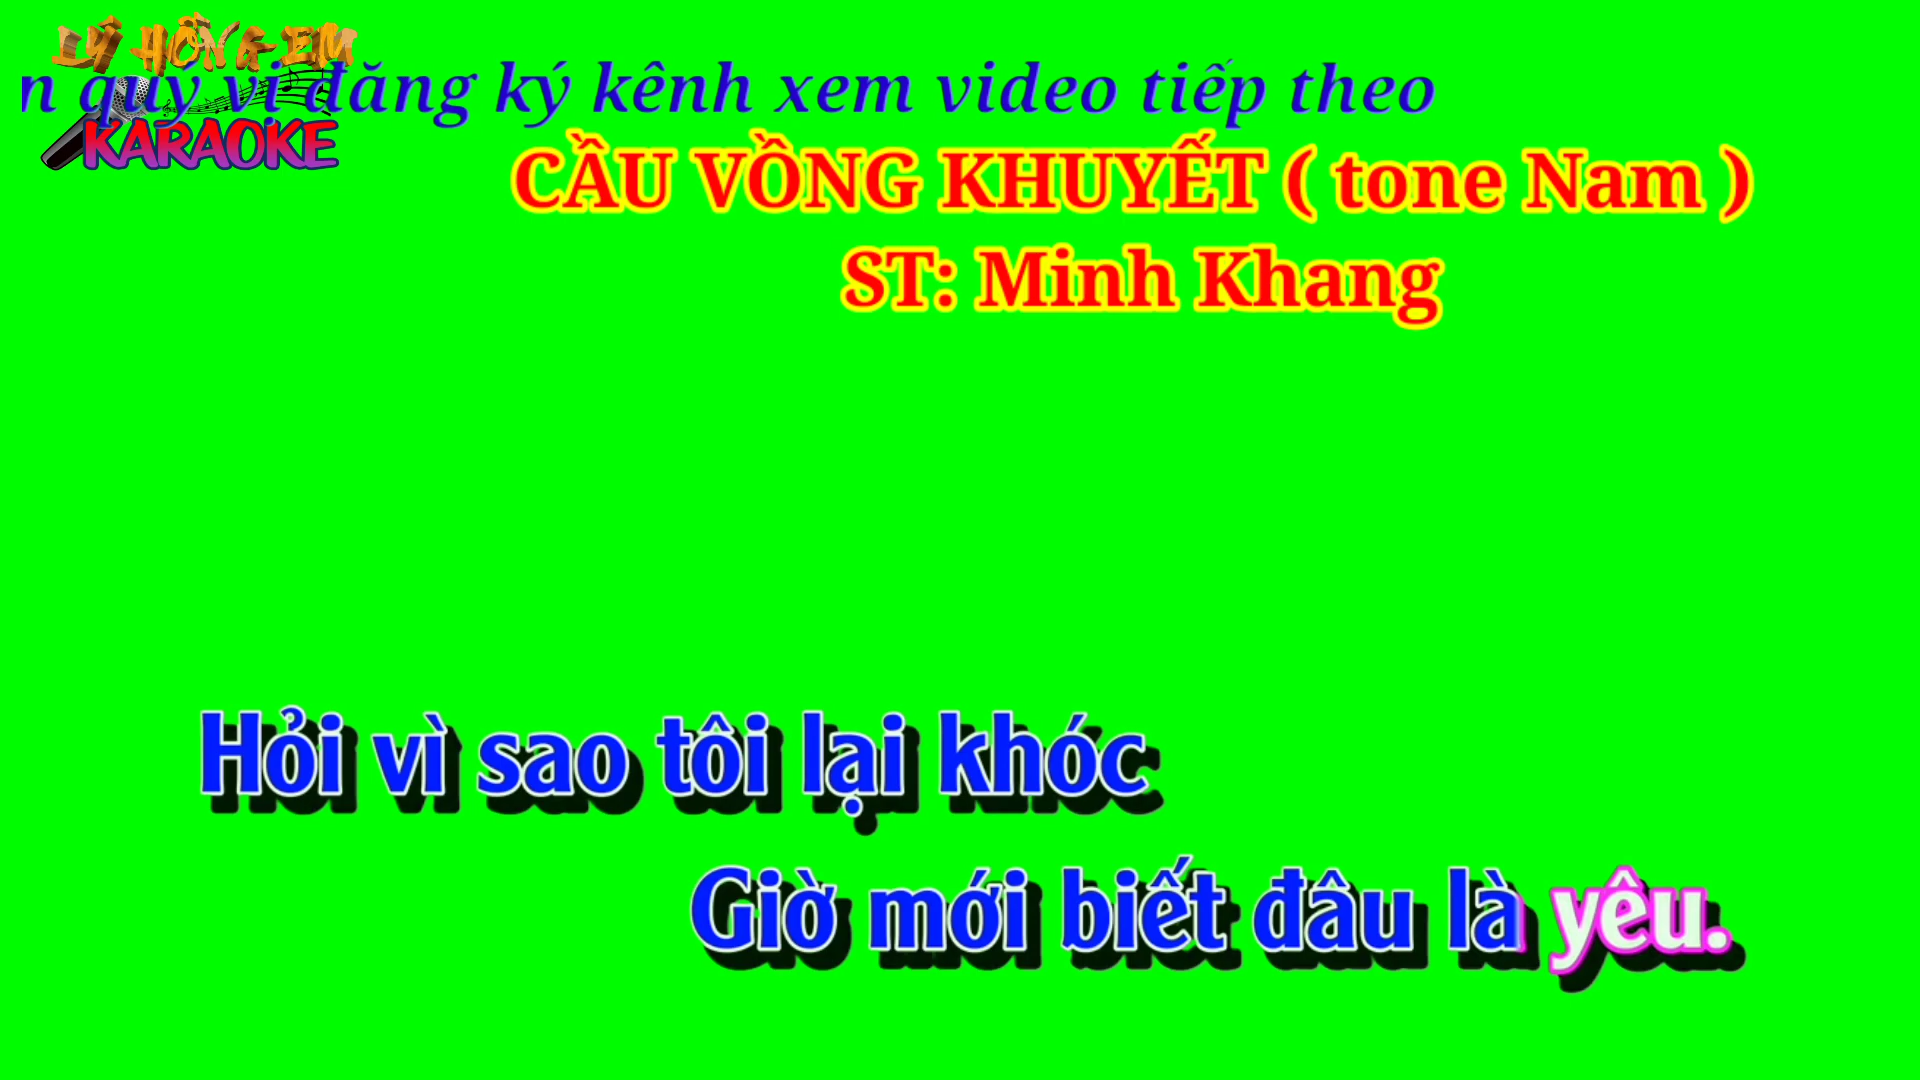 LÝ HỒNG EM
n quý vị đăng ký kênh xem video tiếp theo
KARAOKE
CẦU VỒNG KHUYẾT ( tone Nam )
ST: Minh Khang
Hỏi vì sao tôi lại khóc
Giờ mới biết đâu là yêu.